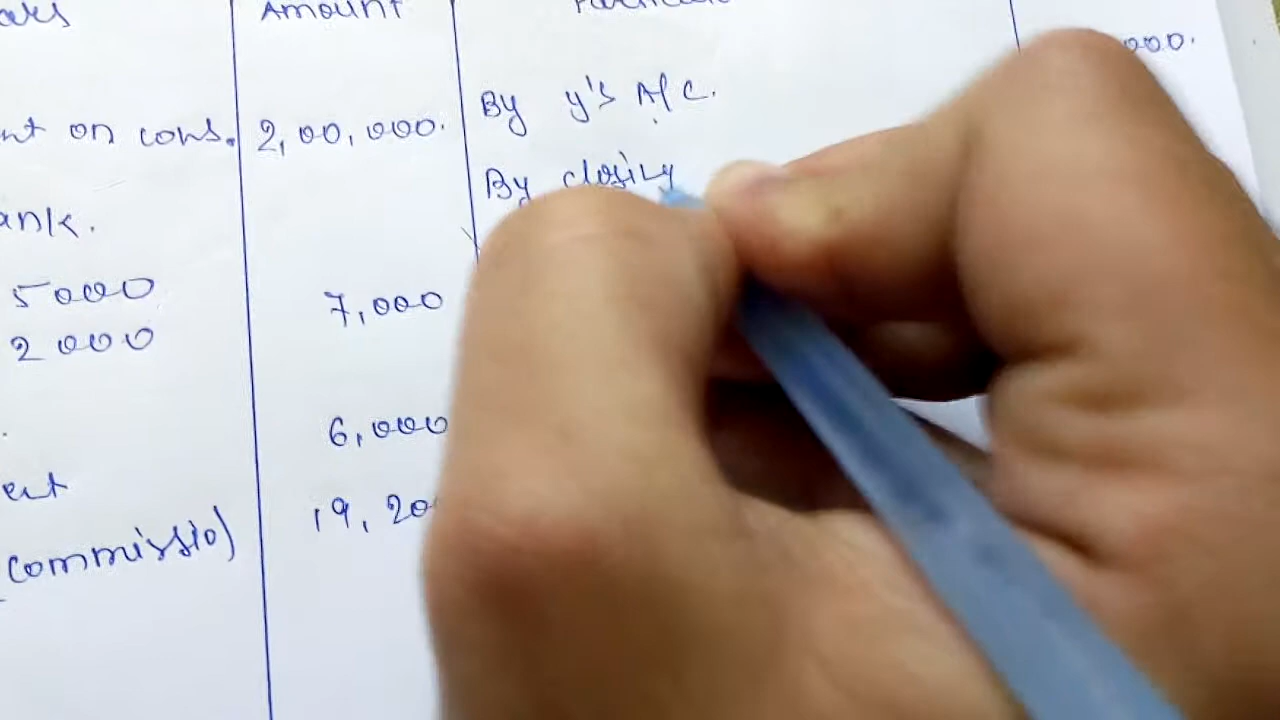 Amount
nt on cons. 2,00,000. By y's A/C.
000.
By closing
ank.
5000
7,000
2000
6,000
ent
19,20
(commissio)